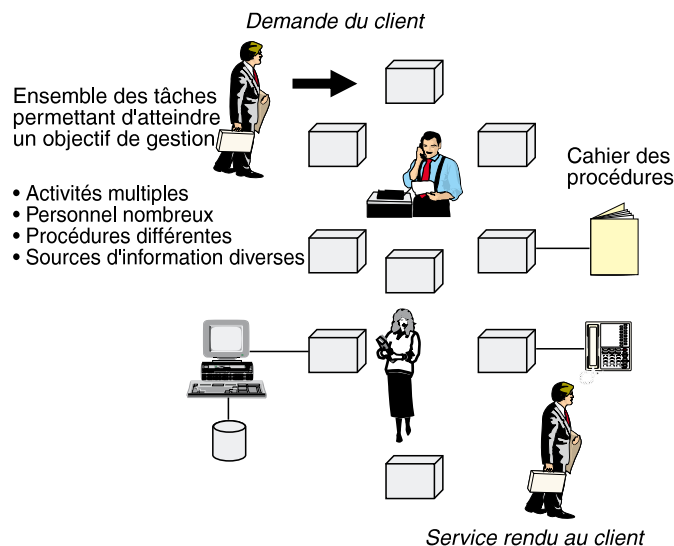 Demande du client
Ensemble des tâches
permettant d'atteindre
un objectif de gestion
• Activités multiples
• Personnel nombreux
• Procédures différentes
• Sources d'information diverses
Cahier des
procédures
Service rendu au client